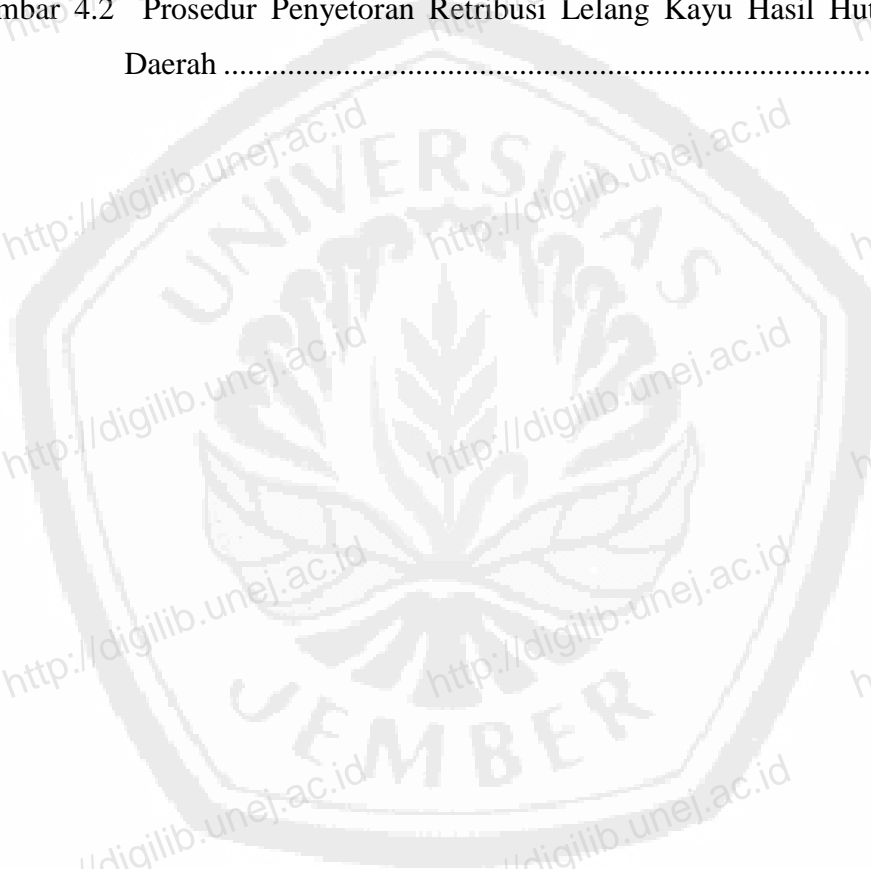 mbar 4.2 Prosedur Penyetoran Retribusi Lelang Kayu Hasil Hut
Daerah ..................................................................................
http://digilib.unej.ac.id
http://digilib.unej.ac.id
UNIVERSITAS
http://digilib.unej.ac.id
http://digilib.unej.ac.id
http://digilib.unej.ac.id
http://digilib.unej.ac.id
JEMBER
//digilib.unej.ac.id
//digilib.unej.ac.id